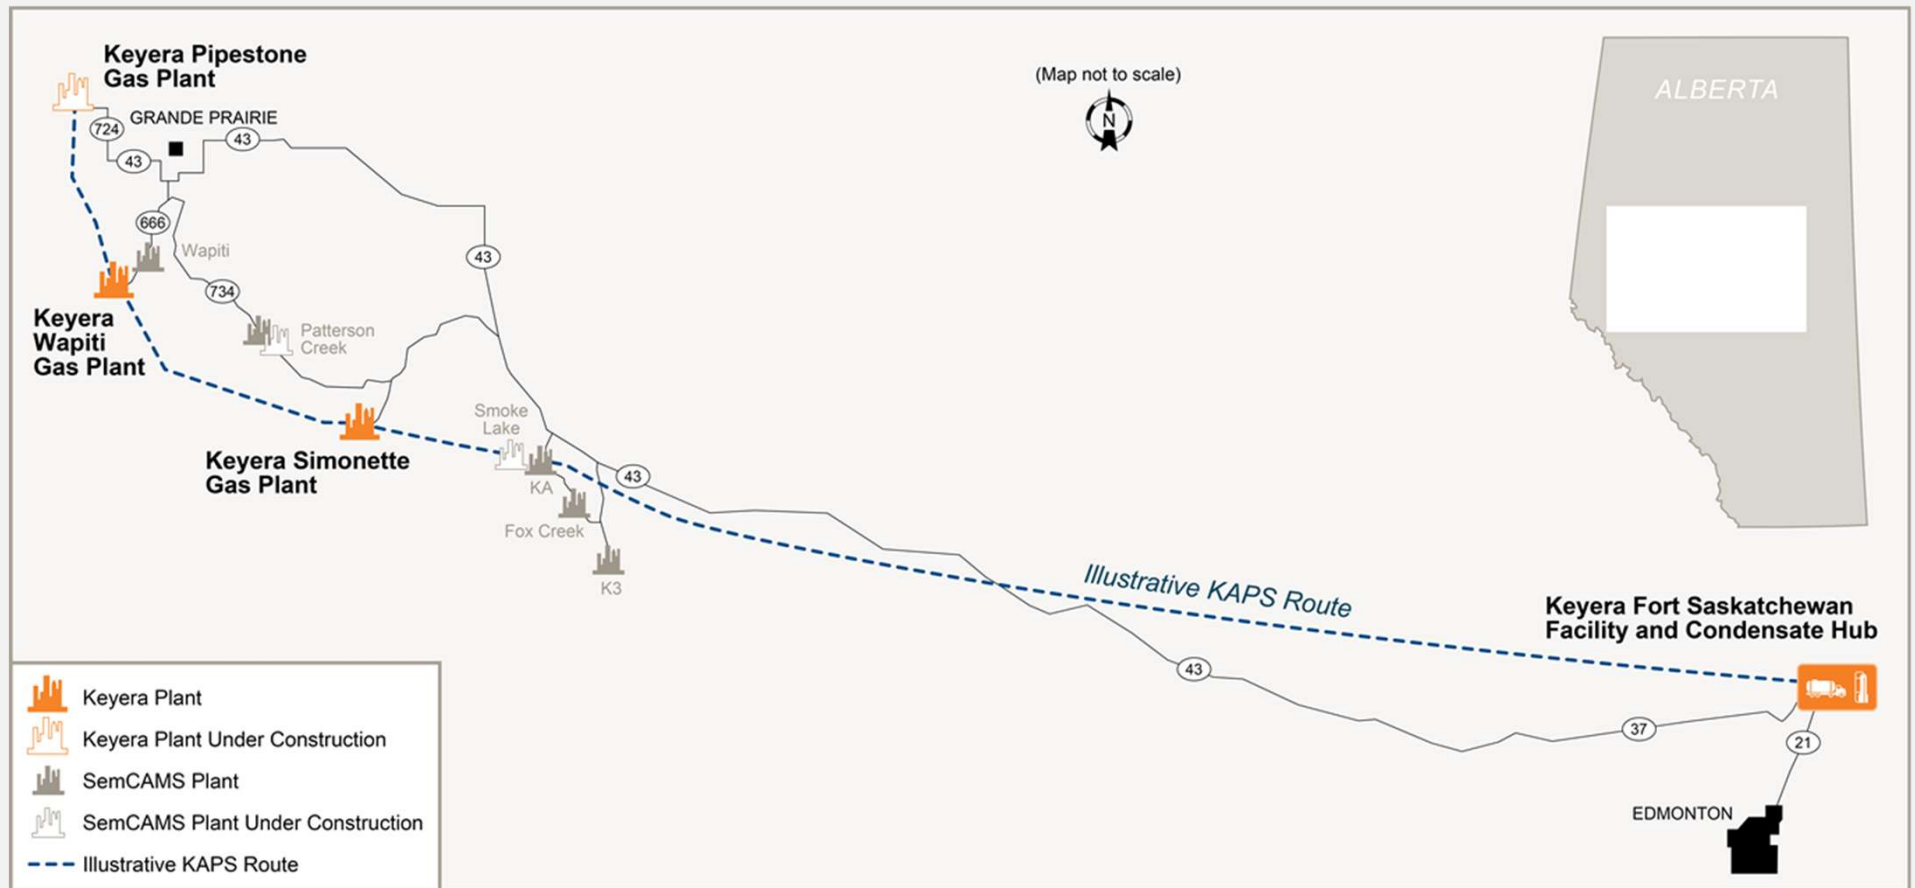 Keyera Pipestone
Gas Plant
(Map not to scale)
N
ALBERTA
724
GRANDE PRAIRIE
43
43
666
Wapiti
43
734
Keyera
Wapiti
Gas Plant
Patterson
Creek
Smoke
Lake
Keyera Simonette
Gas Plant
43
KA
Fox Creek
K3
Illustrative KAPS Route
Keyera Fort Saskatchewan
Facility and Condensate Hub
43
37
21
EDMONTON
Keyera Plant
Keyera Plant Under Construction
SemCAMS Plant
SemCAMS Plant Under Construction
Illustrative KAPS Route